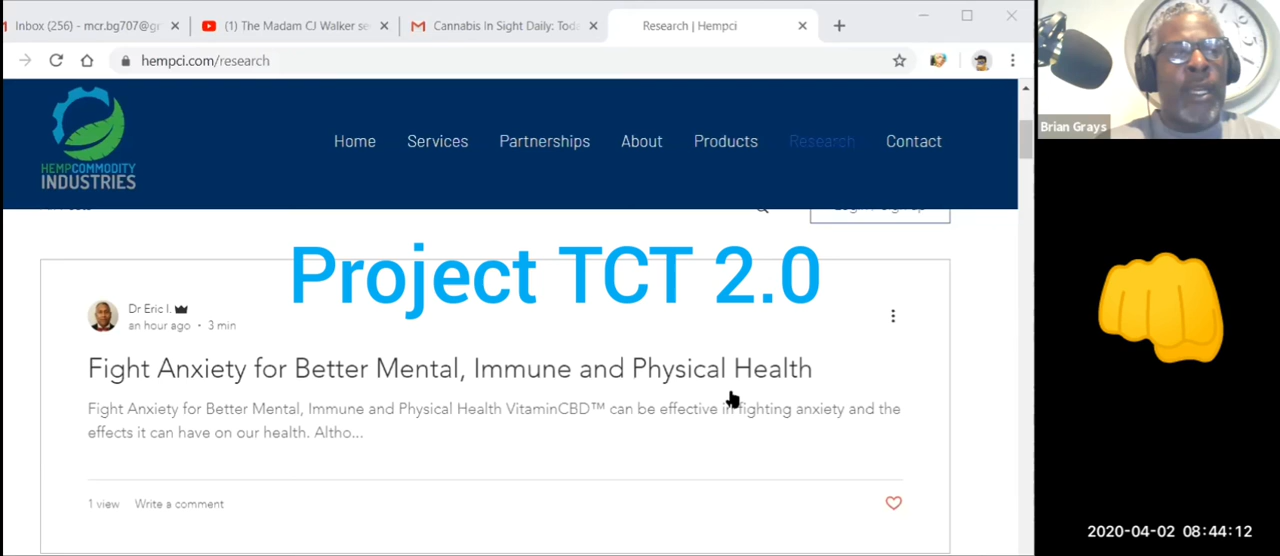 Inbox (256) - mcr.bg707@gr
(1) The Madam CJ Walker se
Cannabis In Sight Daily: Toda
Research | Hempci
hempci.com/research
HEMPCOMMODITY
INDUSTRIES
Home Services Partnerships About Products Research Contact
Project TCT 2.0
Dr Eric I.
an hour ago · 3 min
Fight Anxiety for Better Mental, Immune and Physical Health
Fight Anxiety for Better Mental, Immune and Physical Health VitaminCBD™ can be effective in fighting anxiety and the
effects it can have on our health. Altho...
1 view Write a comment
Brian Grays
2020-04-02 08:44:12